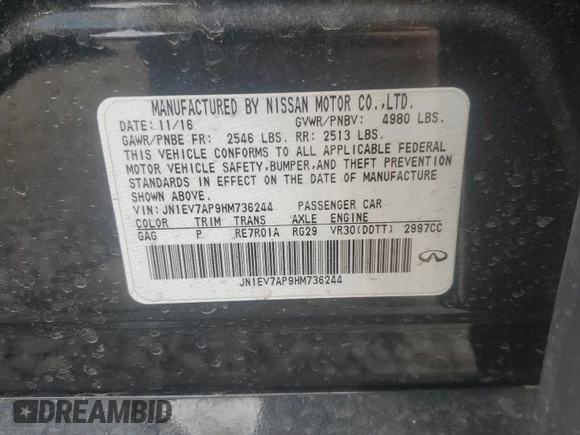 MANUFACTURED BY NISSAN MOTOR CO.,LTD.
DATE: 11/16 GVWR/PNBV: 4980 LBS.
GAWR/PNBE FR: 2546 LBS. RR: 2513 LBS.
THIS VEHICLE CONFORMS TO ALL APPLICABLE FEDERAL
MOTOR VEHICLE SAFETY, BUMPER, AND THEFT PREVENTION
STANDARDS IN EFFECT ON THE DATE OF MANUFACTURE
SHOWN ABOVE.
VIN: JN1EV7AP9HM736244 PASSENGER CAR
COLOR TRIM TRANS AXLE ENGINE
GAG P RE7R01A RG29 VR30(DDTT) 2997CC
JN1EV7AP9HM736244
DREAMBID